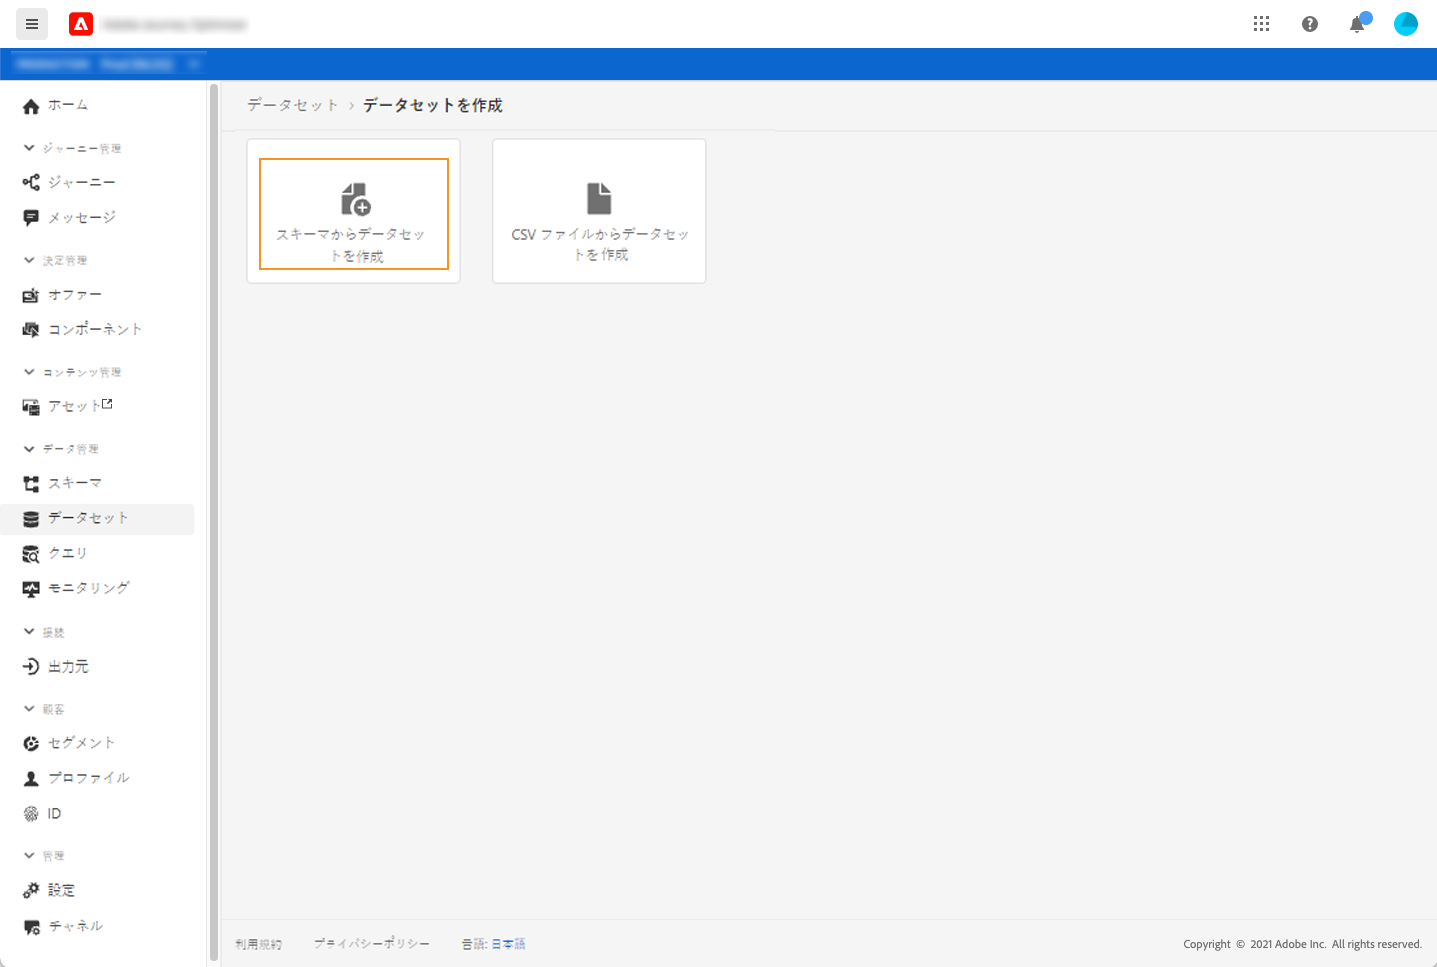 ホーム
ジャーニー管理
ジャーニー
メッセージ
決定管理
オファー
コンポーネント
コンテンツ管理
アセット
データ管理
スキーマ
データセット
クエリ
モニタリング
接続
出力元
顧客
セグメント
プロファイル
ID
管理
設定
チャネル
データセット › データセットを作成
スキーマからデータセッ
トを作成
CSV ファイルからデータセッ
トを作成
利用規約 プライバシーポリシー 言語: 日本語
Copyright © 2021 Adobe Inc. All rights reserved.